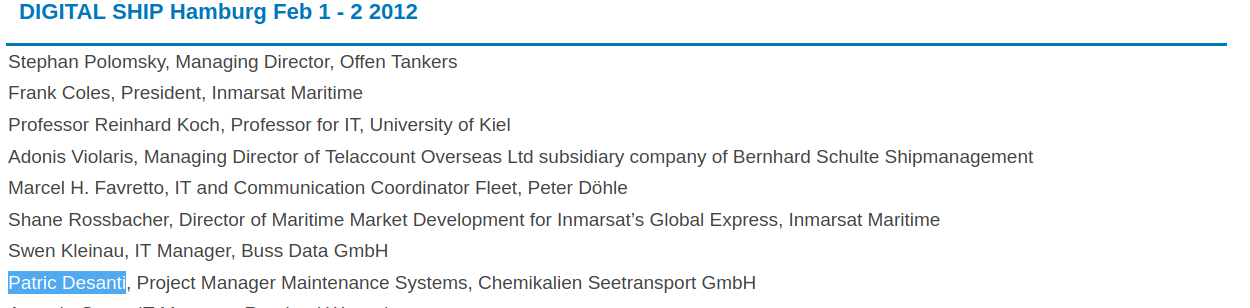 DIGITAL SHIP Hamburg Feb 1 - 2 2012
Stephan Polomsky, Managing Director, Offen Tankers
Frank Coles, President, Inmarsat Maritime
Professor Reinhard Koch, Professor for IT, University of Kiel
Adonis Violaris, Managing Director of Telaccount Overseas Ltd subsidiary company of Bernhard Schulte Shipmanagement
Marcel H. Favretto, IT and Communication Coordinator Fleet, Peter Döhle
Shane Rossbacher, Director of Maritime Market Development for Inmarsat’s Global Express, Inmarsat Maritime
Swen Kleinau, IT Manager, Buss Data GmbH
Patric Desanti, Project Manager Maintenance Systems, Chemikalien Seetransport GmbH